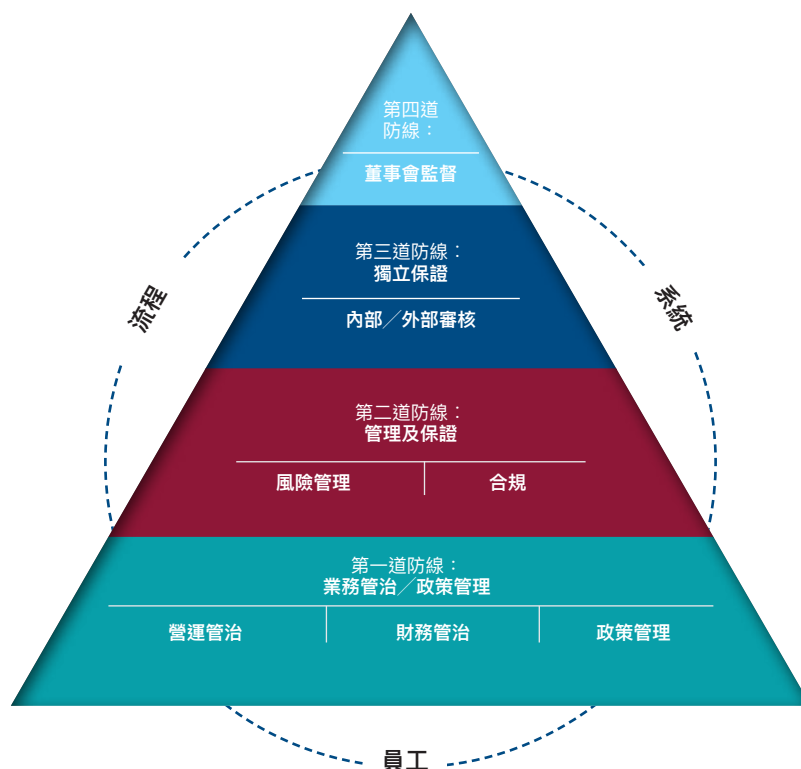 第四道
防線：
董事會監督
第三道防線：
獨立保證
內部／外部審核
流程
系統
第二道防線：
管理及保證
風險管理
合規
第一道防線：
業務管治／政策管理
營運管治
財務管治
政策管理
員工